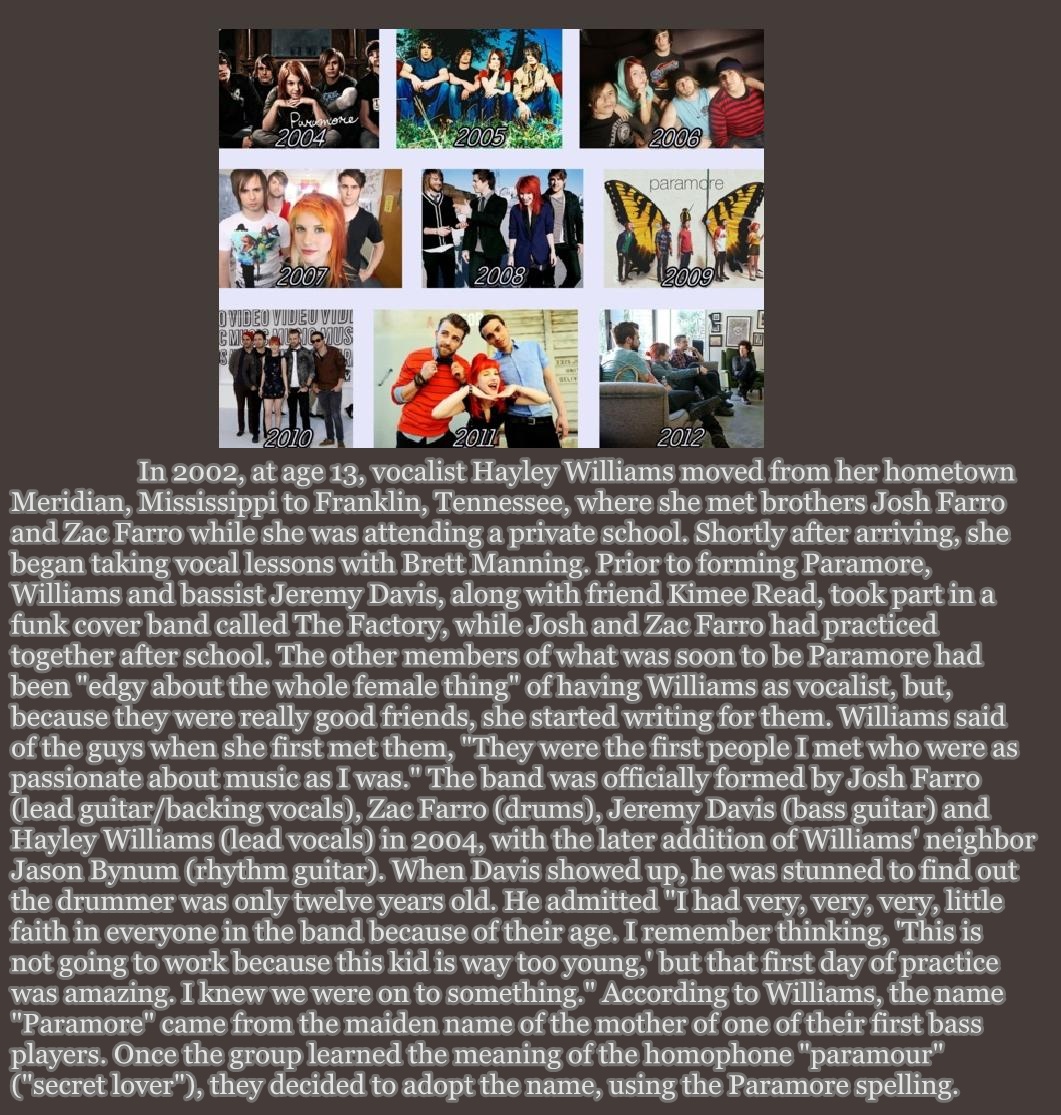 Paramore
2004
2005
2006
2007
2008
paramore
2009
2010
2011
2012
In 2002, at age 13, vocalist Hayley Williams moved from her hometown
Meridian, Mississippi to Franklin, Tennessee, where she met brothers Josh Farro
and Zac Farro while she was attending a private school. Shortly after arriving, she
began taking vocal lessons with Brett Manning. Prior to forming Paramore,
Williams and bassist Jeremy Davis, along with friend Kimee Read, took part in a
funk cover band called The Factory, while Josh and Zac Farro had practiced
together after school. The other members of what was soon to be Paramore had
been "edgy about the whole female thing" of having Williams as vocalist, but,
because they were really good friends, she started writing for them. Williams said
of the guys when she first met them, "They were the first people I met who were as
passionate about music as I was." The band was officially formed by Josh Farro
(lead guitar/backing vocals), Zac Farro (drums), Jeremy Davis (bass guitar) and
Hayley Williams (lead vocals) in 2004, with the later addition of Williams' neighbor
Jason Bynum (rhythm guitar). When Davis showed up, he was stunned to find out
the drummer was only twelve years old. He admitted "I had very, very, very, little
faith in everyone in the band because of their age. I remember thinking, 'This is
not going to work because this kid is way too young,' but that first day of practice
was amazing. I knew we were on to something." According to Williams, the name
"Paramore" came from the maiden name of the mother of one of their first bass
players. Once the group learned the meaning of the homophone "paramour"
("secret lover"), they decided to adopt the name, using the Paramore spelling.